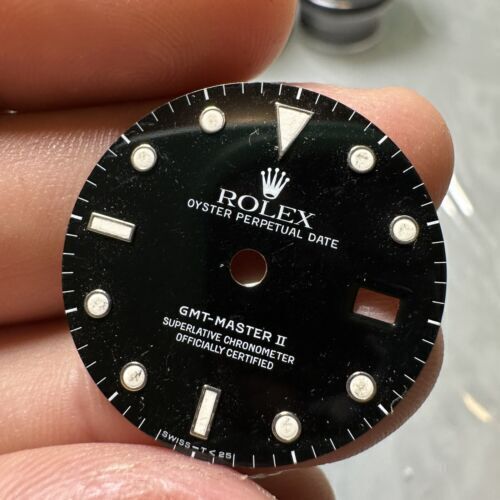 ROLEX
OYSTER PERPETUAL DATE
GMT-MASTER II
SUPERLATIVE CHRONOMETER
OFFICIALLY CERTIFIED
SWISS-T<25